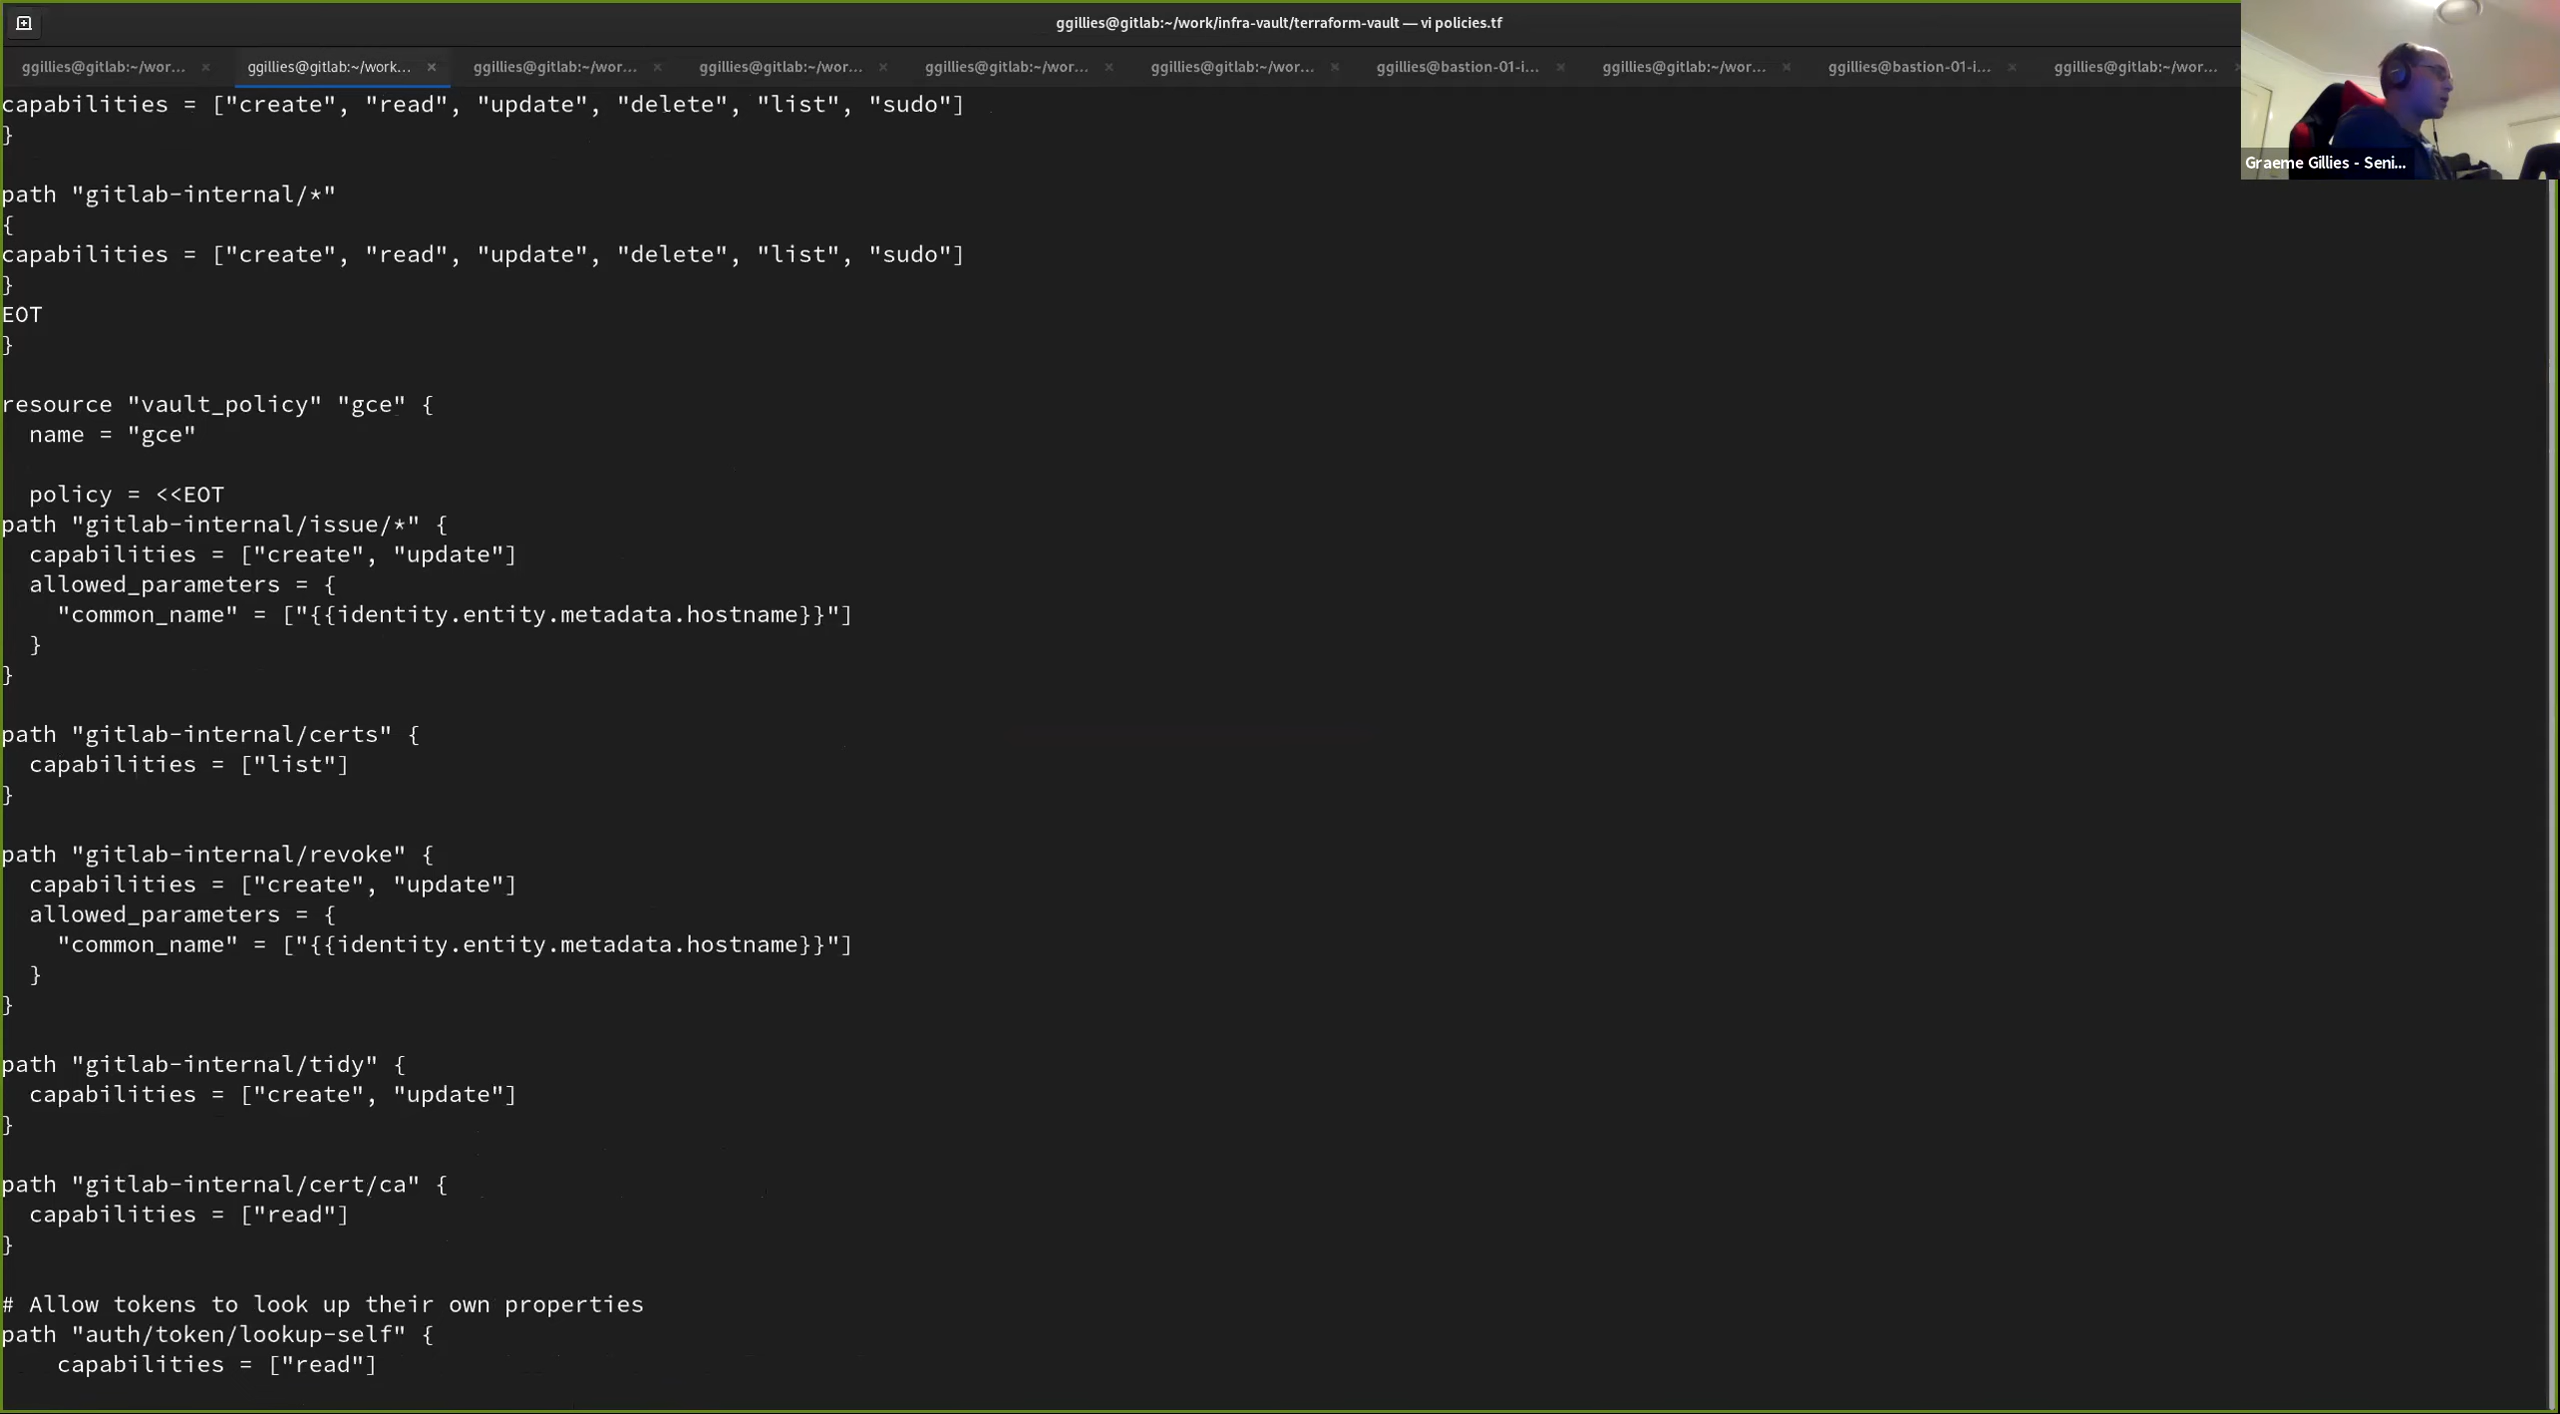 ggillies@gitlab:~/work/infra-vault/terraform-vault — vi policies.tf
ggillies@gitlab:~/wor... × ggillies@gitlab:~/work... × ggillies@gitlab:~/wor... × ggillies@gitlab:~/wor... × ggillies@gitlab:~/wor... × ggillies@gitlab:~/wor... × ggillies@bastion-01-i... × ggillies@gitlab:~/wor... × ggillies@bastion-01-i... × ggillies@gitlab:~/wor...
Graeme Gillies - Seni...
capabilities = ["create", "read", "update", "delete", "list", "sudo"]
}
path "gitlab-internal/*"
{
capabilities = ["create", "read", "update", "delete", "list", "sudo"]
}
EOT
}
resource "vault_policy" "gce" {
  name = "gce"
  policy = <<EOT
path "gitlab-internal/issue/*" {
  capabilities = ["create", "update"]
  allowed_parameters = {
    "common_name" = ["{{identity.entity.metadata.hostname}}"]
  }
}
path "gitlab-internal/certs" {
  capabilities = ["list"]
}
path "gitlab-internal/revoke" {
  capabilities = ["create", "update"]
  allowed_parameters = {
    "common_name" = ["{{identity.entity.metadata.hostname}}"]
  }
}
path "gitlab-internal/tidy" {
  capabilities = ["create", "update"]
}
path "gitlab-internal/cert/ca" {
  capabilities = ["read"]
}
# Allow tokens to look up their own properties
path "auth/token/lookup-self" {
    capabilities = ["read"]